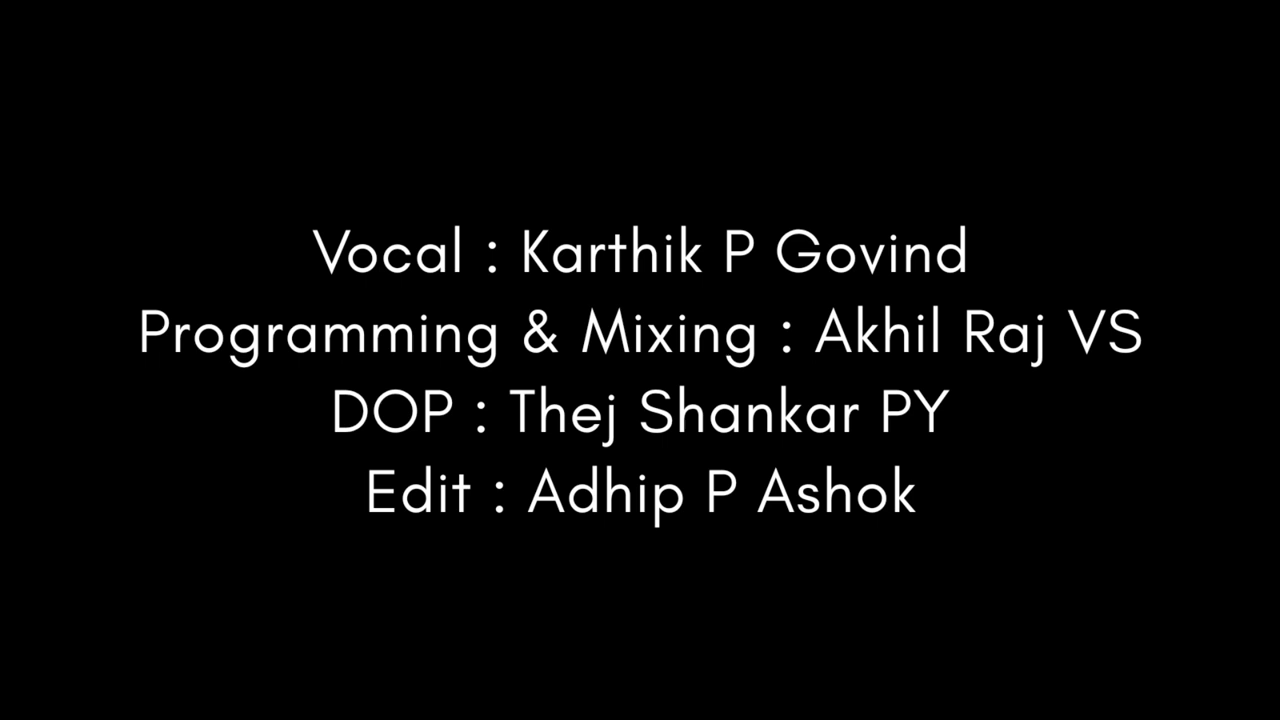 Vocal : Karthik P Govind
Programming & Mixing : Akhil Raj VS
DOP : Thej Shankar PY
Edit : Adhip P Ashok